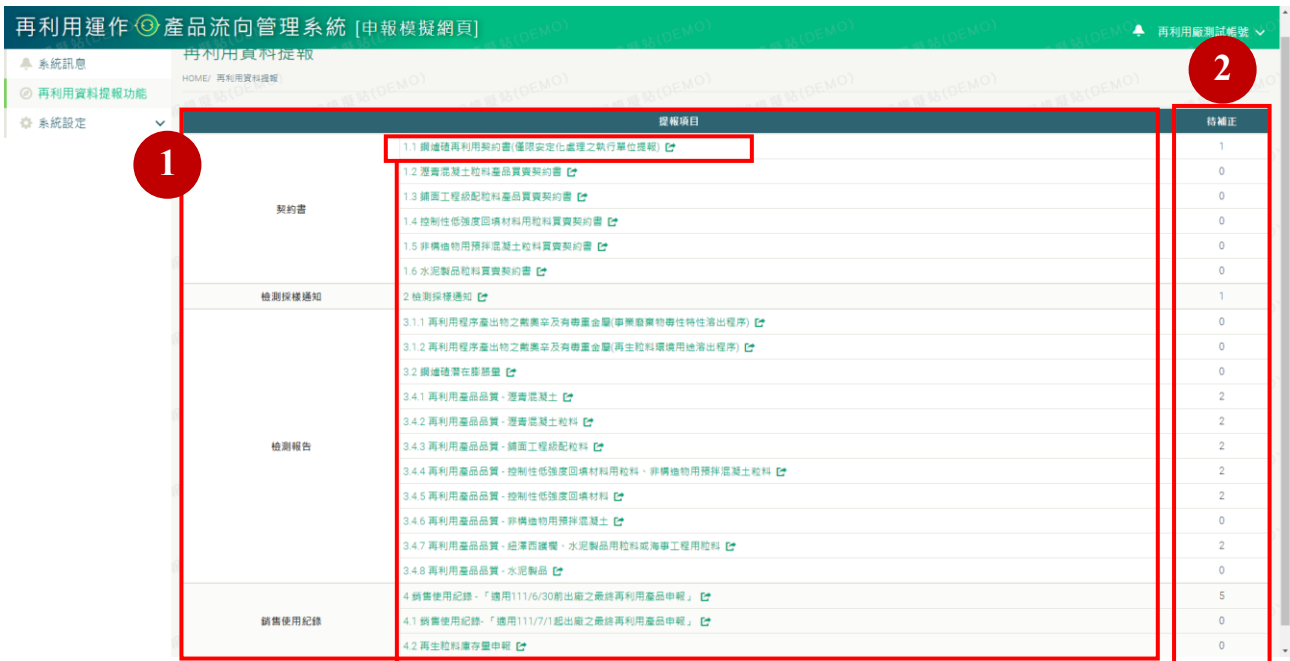 再利用運作 產品流向管理系統 [申報模擬網頁]
再利用廠測試帳號
系統訊息
再利用資料提報功能
系統設定
再利用資料提報
HOME/ 再利用資料提報
1
2
提報項目 待補正
契約書
1.1 鋼爐碴再利用契約書(僅限安定化處理之執行單位提報) 1
1.2 瀝青混凝土粒料產品買賣契約書 0
1.3 鋪面工程級配粒料產品買賣契約書 0
1.4 控制性低強度回填材料用粒料買賣契約書 0
1.5 非構造物用預拌混凝土粒料買賣契約書 0
1.6 水泥製品粒料買賣契約書 0
檢測採樣通知 2 檢測採樣通知 1
檢測報告
3.1.1 再利用程序產出物之戴奧辛及有毒重金屬(事業廢棄物毒性特性溶出程序) 0
3.1.2 再利用程序產出物之戴奧辛及有毒重金屬(再生粒料環境用途溶出程序) 0
3.2 鋼爐碴潛在膨脹量 0
3.4.1 再利用產品品質 - 瀝青混凝土 2
3.4.2 再利用產品品質 - 瀝青混凝土粒料 2
3.4.3 再利用產品品質 - 鋪面工程級配粒料 2
3.4.4 再利用產品品質 - 控制性低強度回填材料用粒料、非構造物用預拌混凝土粒料 2
3.4.5 再利用產品品質 - 控制性低強度回填材料 2
3.4.6 再利用產品品質 - 非構造物用預拌混凝土 0
3.4.7 再利用產品品質 - 紐澤西護欄、水泥製品用粒料或海事工程用粒料 2
3.4.8 再利用產品品質 - 水泥製品 0
銷售使用紀錄
4 銷售使用紀錄 -「適用111/6/30前出廠之最終再利用產品申報」 5
4.1 銷售使用紀錄-「適用111/7/1起出廠之最終再利用產品申報」 0
4.2 再生粒料庫存量申報 0